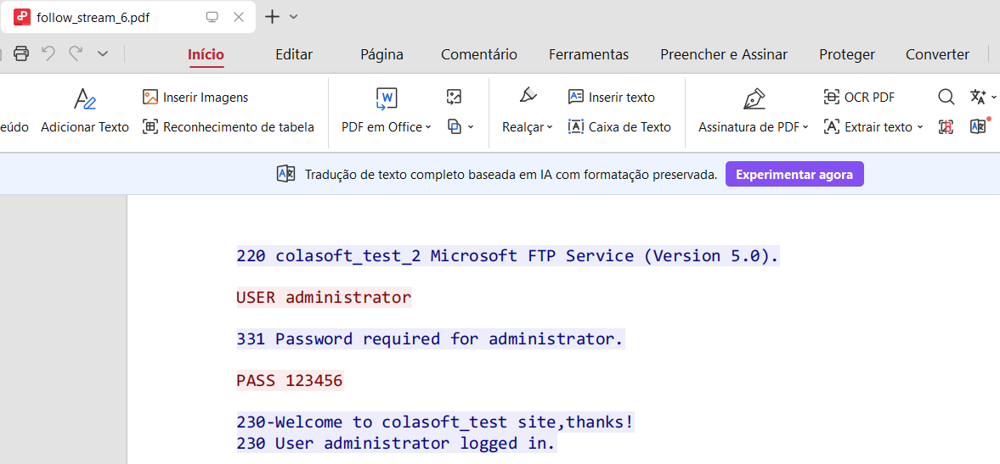 follow_stream_6.pdf
Início
Editar
Página
Comentário
Ferramentas
Preencher e Assinar
Proteger
Converter
eúdo
Adicionar Texto
Inserir Imagens
Reconhecimento de tabela
PDF em Office
Realçar
Inserir texto
Caixa de Texto
Assinatura de PDF
OCR PDF
Extrair texto
Tradução de texto completo baseada em IA com formatação preservada.
Experimentar agora
220 colasoft_test_2 Microsoft FTP Service (Version 5.0).
USER administrator
331 Password required for administrator.
PASS 123456
230-Welcome to colasoft_test site,thanks!
230 User administrator logged in.